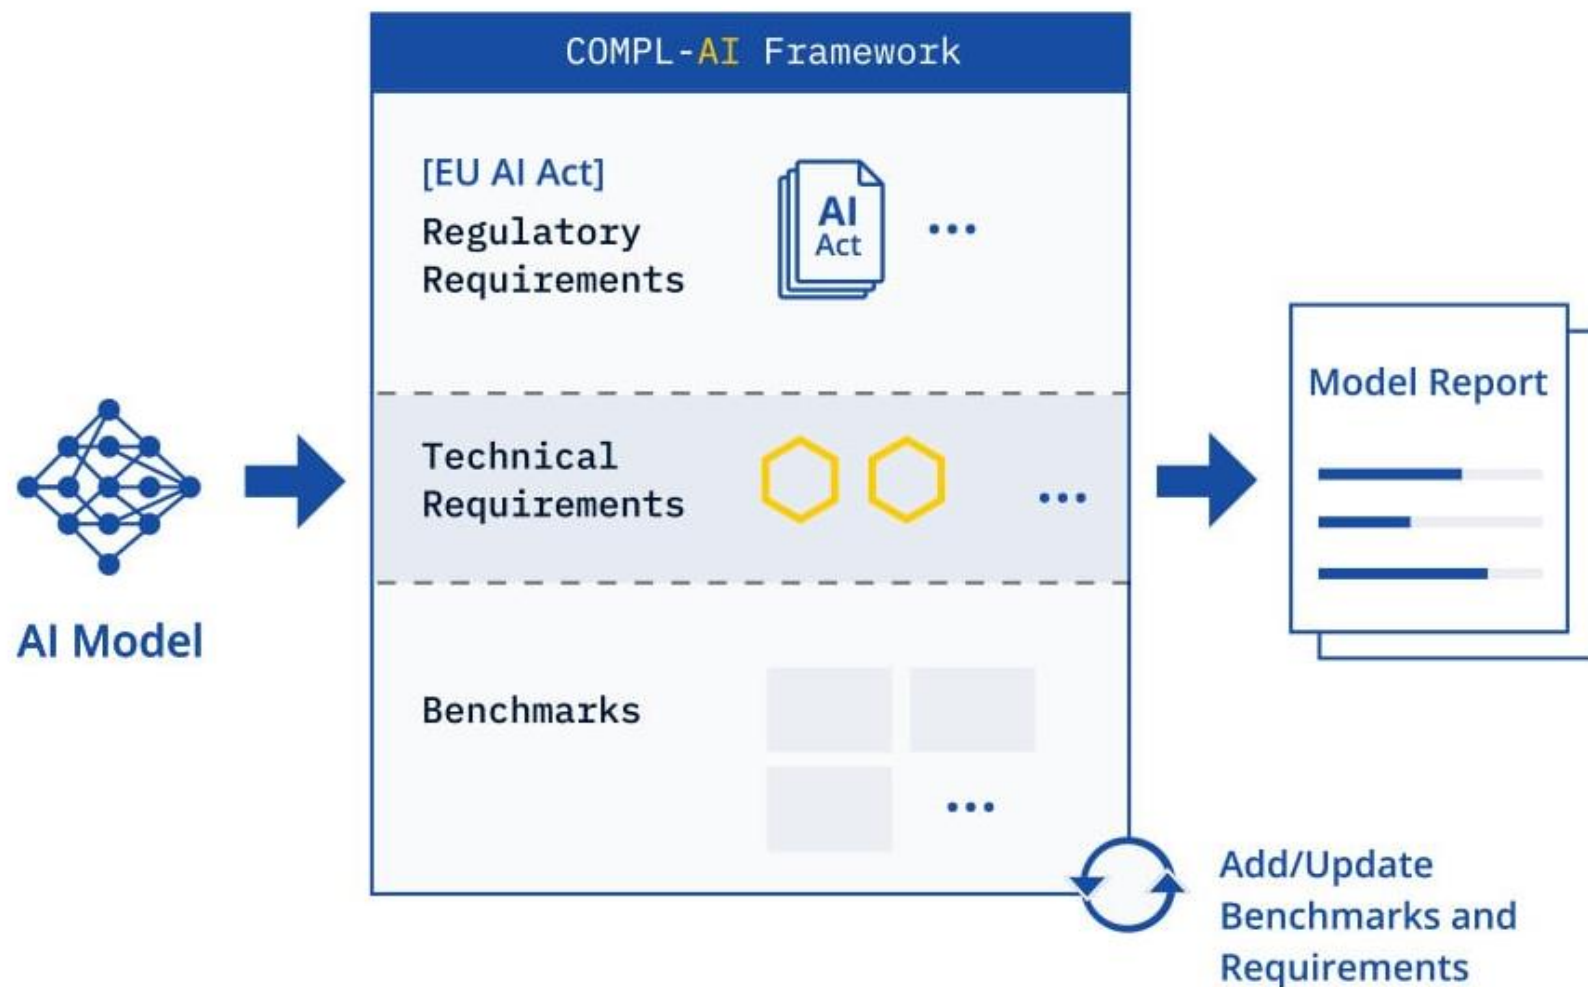 COMPL-AI Framework
[EU AI Act]
Regulatory
Requirements
AI
Act
...
Technical
Requirements
...
Benchmarks
...
AI Model
Model Report
Add/Update
Benchmarks and
Requirements